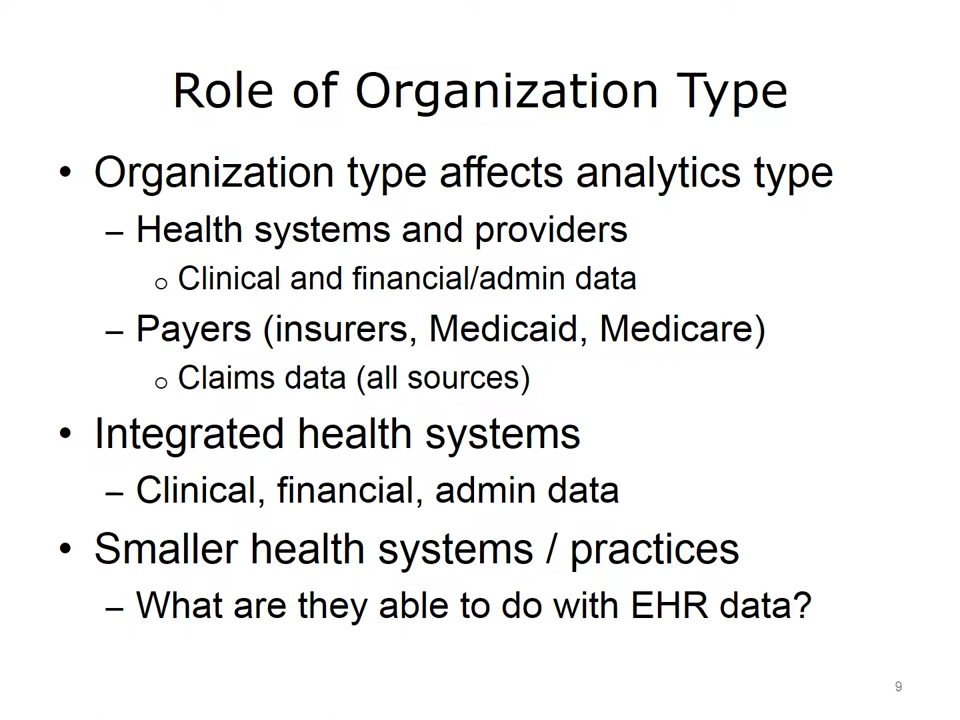 Role of Organization Type
• Organization type affects analytics type
– Health systems and providers
o Clinical and financial/admin data
– Payers (insurers, Medicaid, Medicare)
o Claims data (all sources)
• Integrated health systems
– Clinical, financial, admin data
• Smaller health systems / practices
– What are they able to do with EHR data?
9